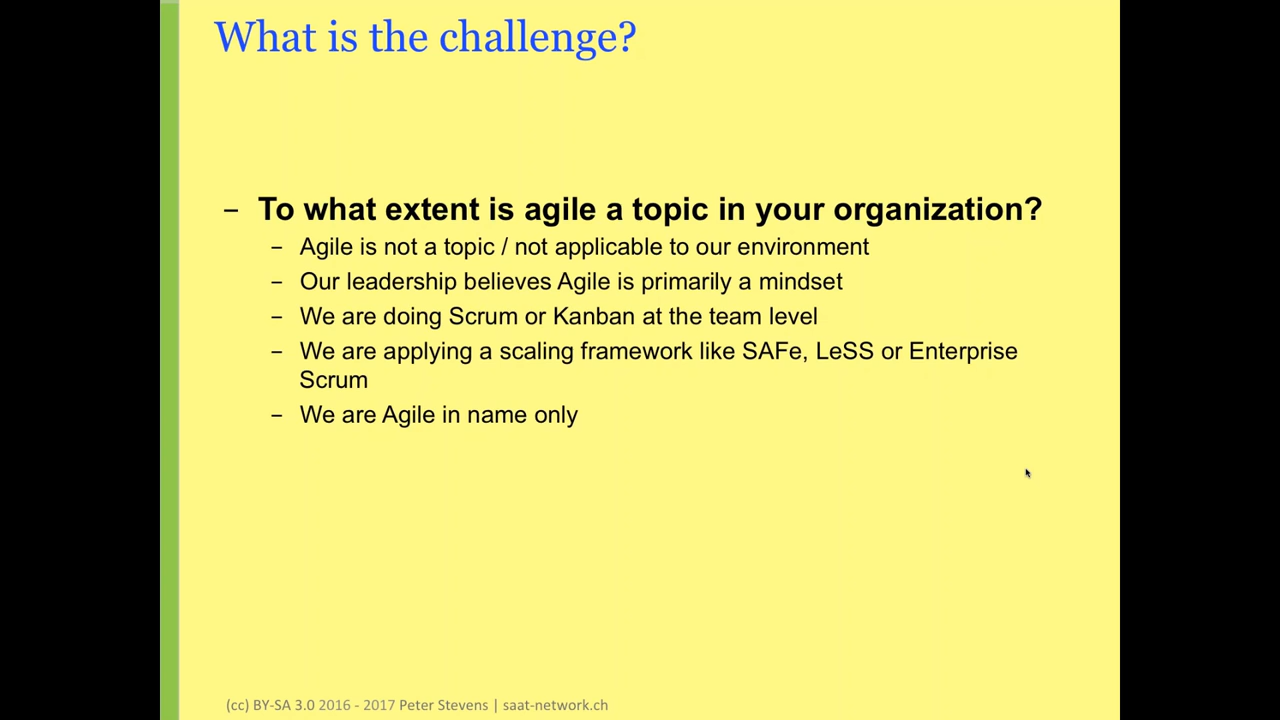 What is the challenge?
– To what extent is agile a topic in your organization?
– Agile is not a topic / not applicable to our environment
– Our leadership believes Agile is primarily a mindset
– We are doing Scrum or Kanban at the team level
– We are applying a scaling framework like SAFe, LeSS or Enterprise
Scrum
– We are Agile in name only
(cc) BY-SA 3.0 2016 - 2017 Peter Stevens | saat-network.ch